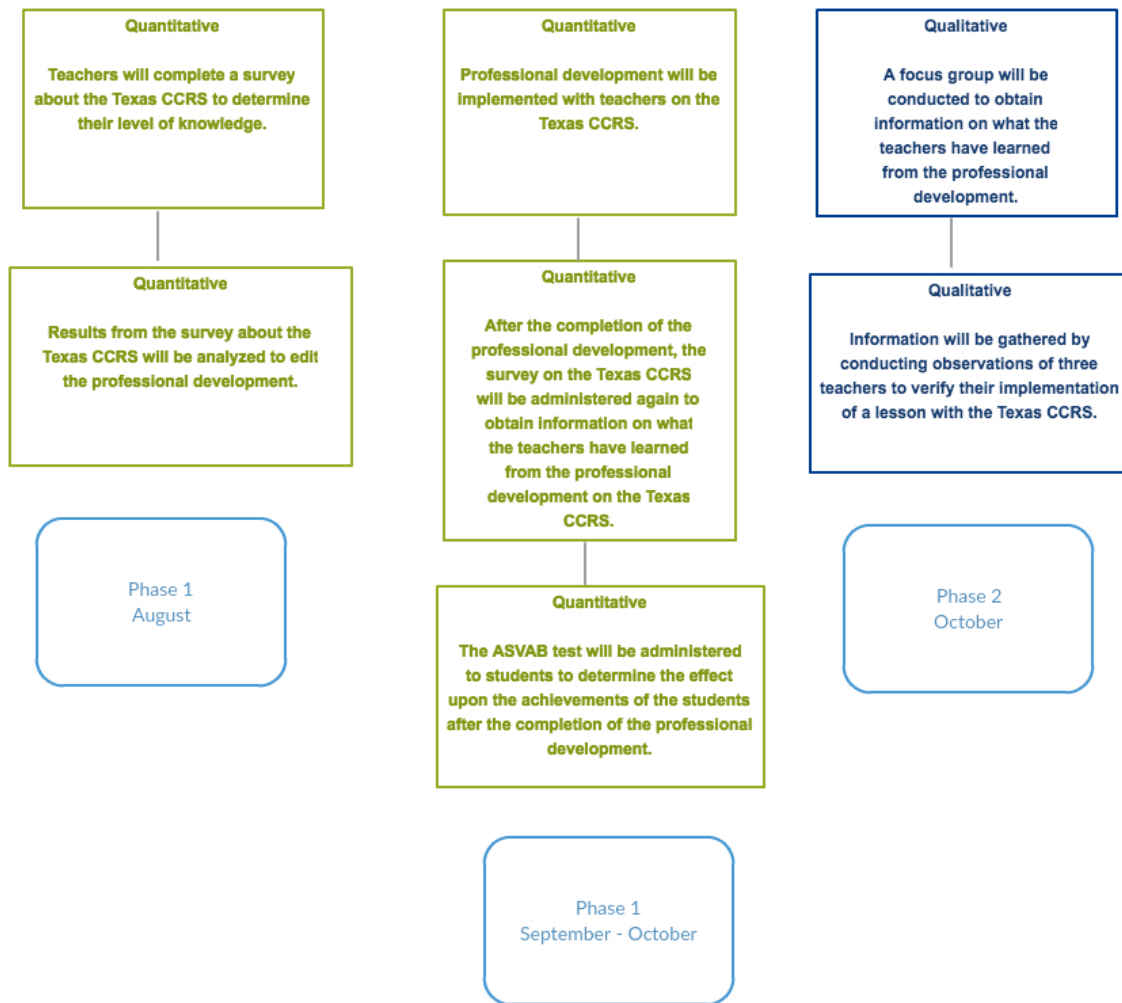 Quantitative
Teachers will complete a survey
about the Texas CCRS to determine
their level of knowledge.
Quantitative
Results from the survey about the
Texas CCRS will be analyzed to edit
the professional development.
Phase 1
August
Quantitative
Professional development will be
implemented with teachers on the
Texas CCRS.
Quantitative
After the completion of the
professional development, the
survey on the Texas CCRS
will be administered again to
obtain information on what
the teachers have learned
from the professional
development on the Texas
CCRS.
Quantitative
The ASVAB test will be administered
to students to determine the effect
upon the achievements of the students
after the completion of the professional
development.
Phase 1
September - October
Qualitative
A focus group will be
conducted to obtain
information on what the
teachers have learned
from the professional
development.
Qualitative
Information will be gathered by
conducting observations of three
teachers to verify their implementation
of a lesson with the Texas CCRS.
Phase 2
October